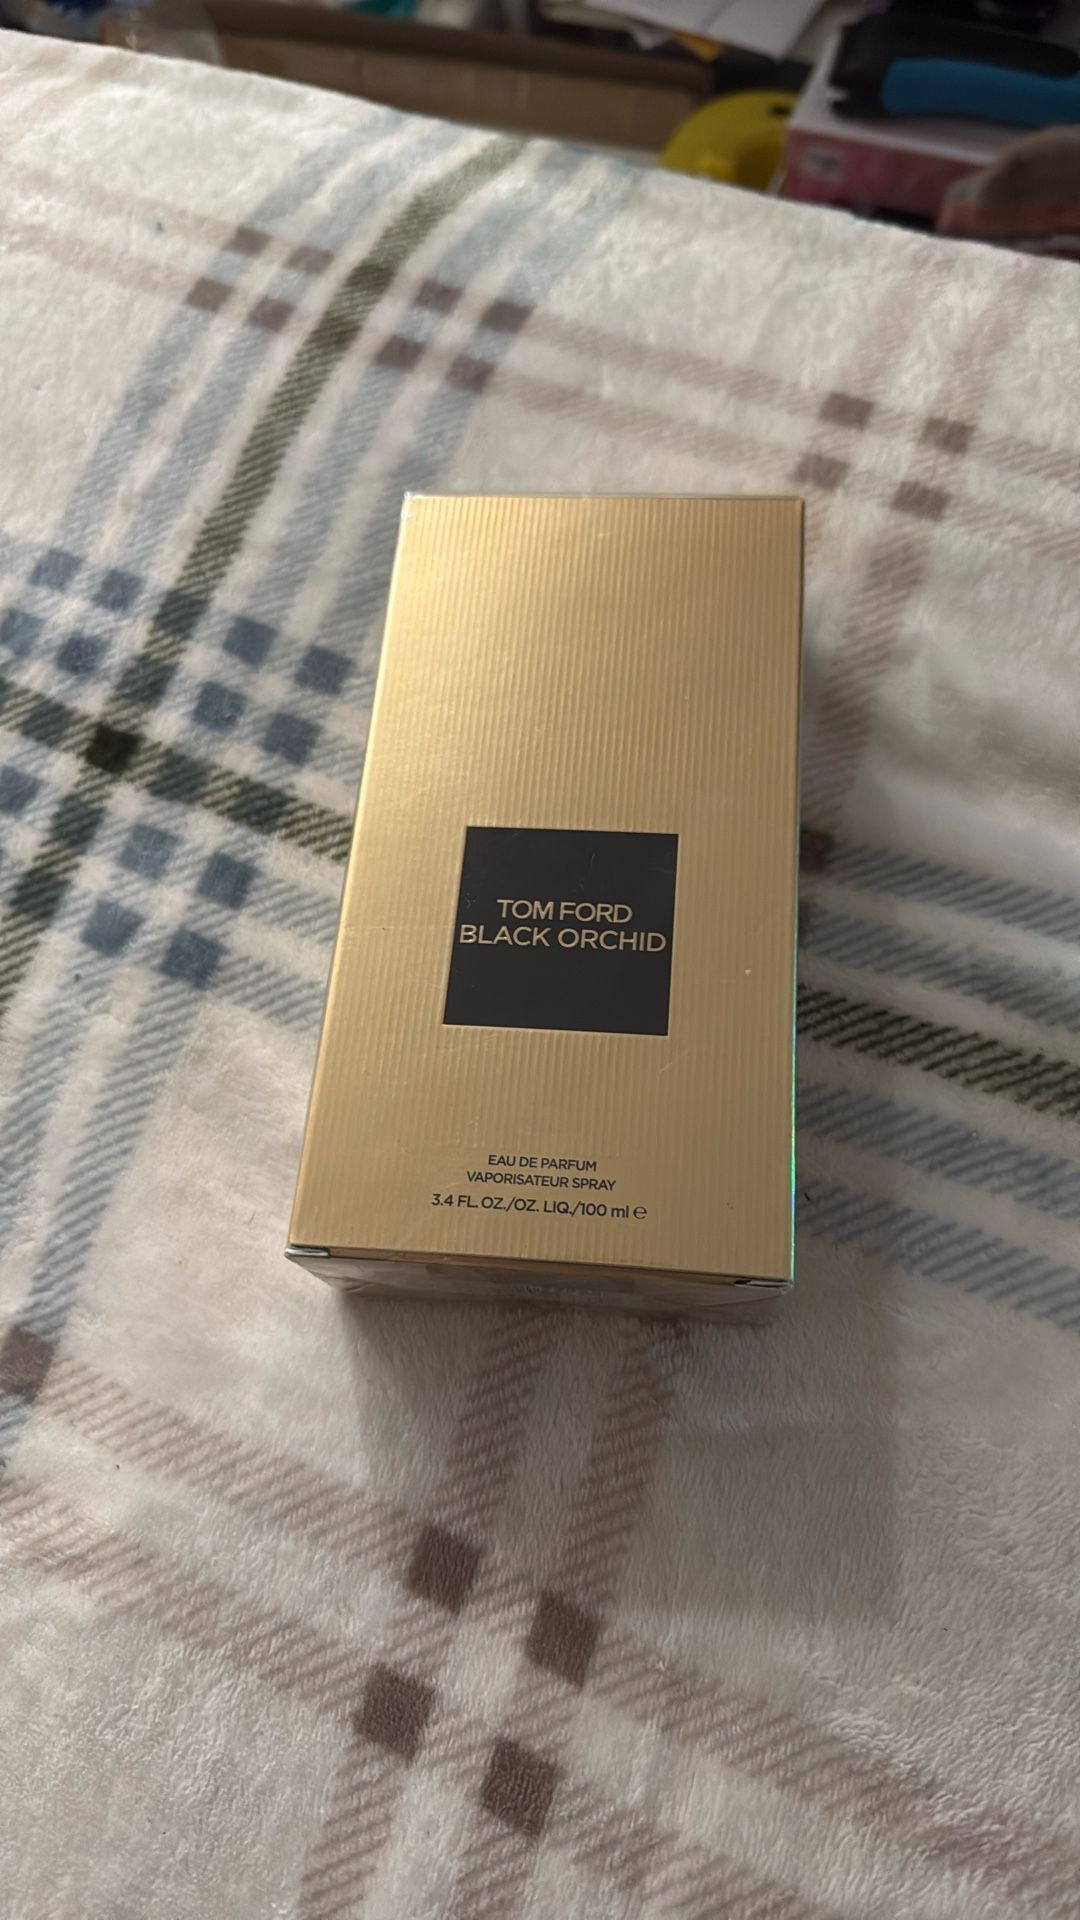 TOM FORD
BLACK ORCHID
EAU DE PARFUM
VAPORISATEUR SPRAY
3.4 FL. OZ./OZ. LIQ./100 ml ℮